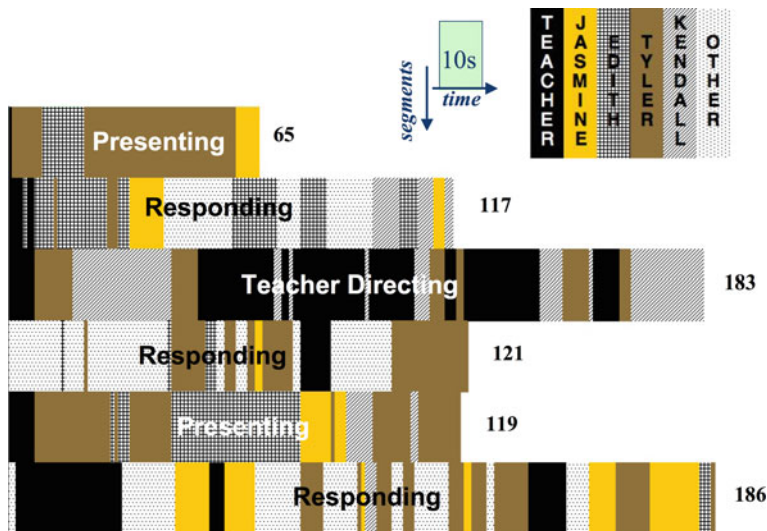 10s
segments
time
TEACHER
JASMINE
EDITH
TYLER
KENDALL
OTHER
Presenting 65
Responding 117
Teacher Directing 183
Responding 121
Presenting 119
Responding 186